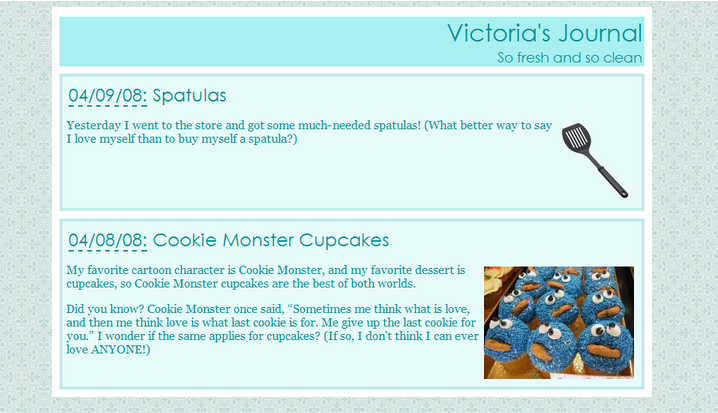 Victoria's Journal
So fresh and so clean
04/09/08: Spatulas
Yesterday I went to the store and got some much-needed spatulas! (What better way to say
I love myself than to buy myself a spatula?)
04/08/08: Cookie Monster Cupcakes
My favorite cartoon character is Cookie Monster, and my favorite dessert is
cupcakes, so Cookie Monster cupcakes are the best of both worlds.
Did you know? Cookie Monster once said, “Sometimes me think what is love,
and then me think love is what last cookie is for. Me give up the last cookie for
you.” I wonder if the same applies for cupcakes? (If so, I don't think I can ever
love ANYONE!)